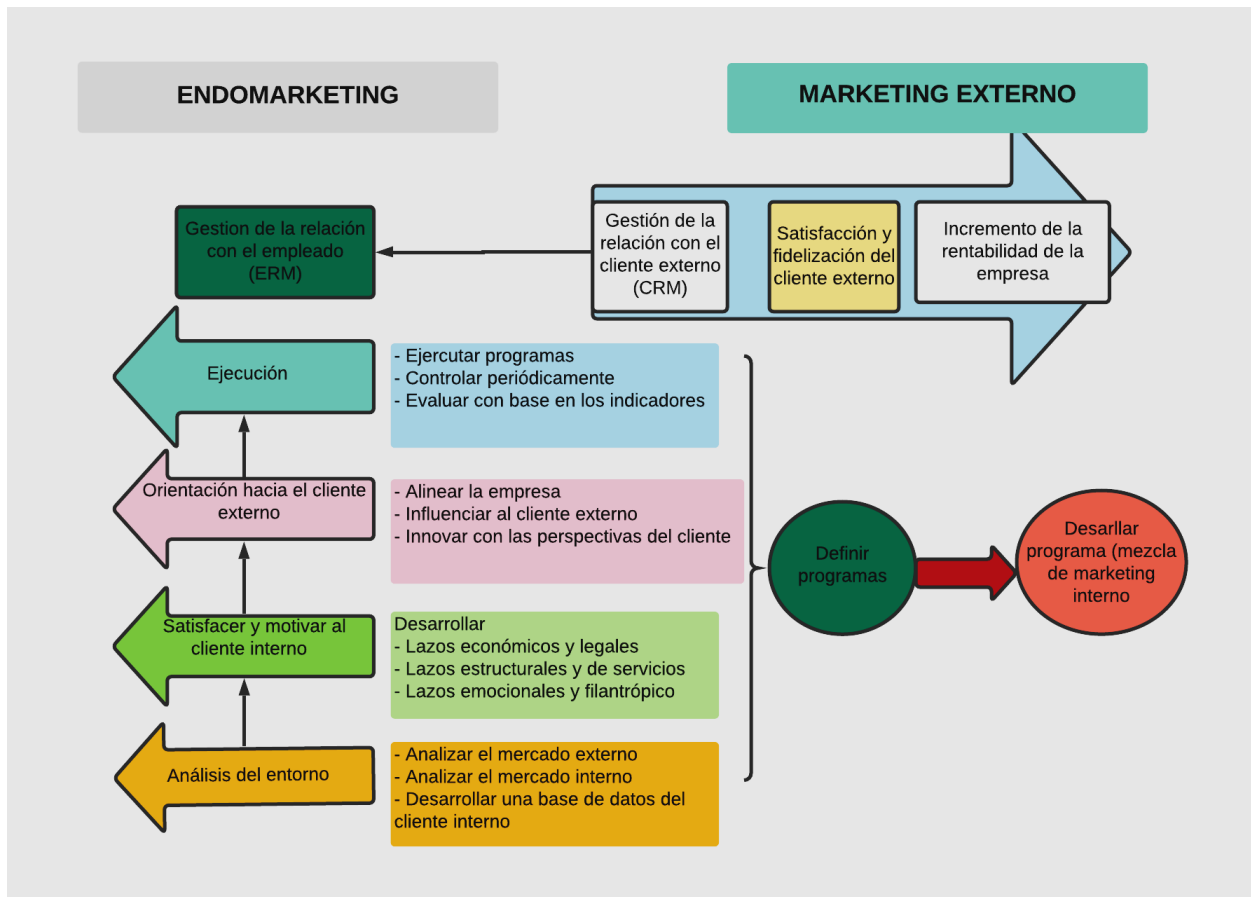 ENDOMARKETING
MARKETING EXTERNO
Gestion de la relación
con el empleado
(ERM)
Gestión de la
relación con el
cliente externo
(CRM)
Satisfacción y
fidelización del
cliente externo
Incremento de la
rentabilidad de la
empresa
Ejecución
- Ejercutar programas
- Controlar periódicamente
- Evaluar con base en los indicadores
Orientación hacia el cliente
externo
- Alinear la empresa
- Influenciar al cliente externo
- Innovar con las perspectivas del cliente
Definir
programas
Desarllar
programa (mezcla
de marketing
interno
Satisfacer y motivar al
cliente interno
Desarrollar
- Lazos económicos y legales
- Lazos estructurales y de servicios
- Lazos emocionales y filantrópico
Análisis del entorno
- Analizar el mercado externo
- Analizar el mercado interno
- Desarrollar una base de datos del
cliente interno